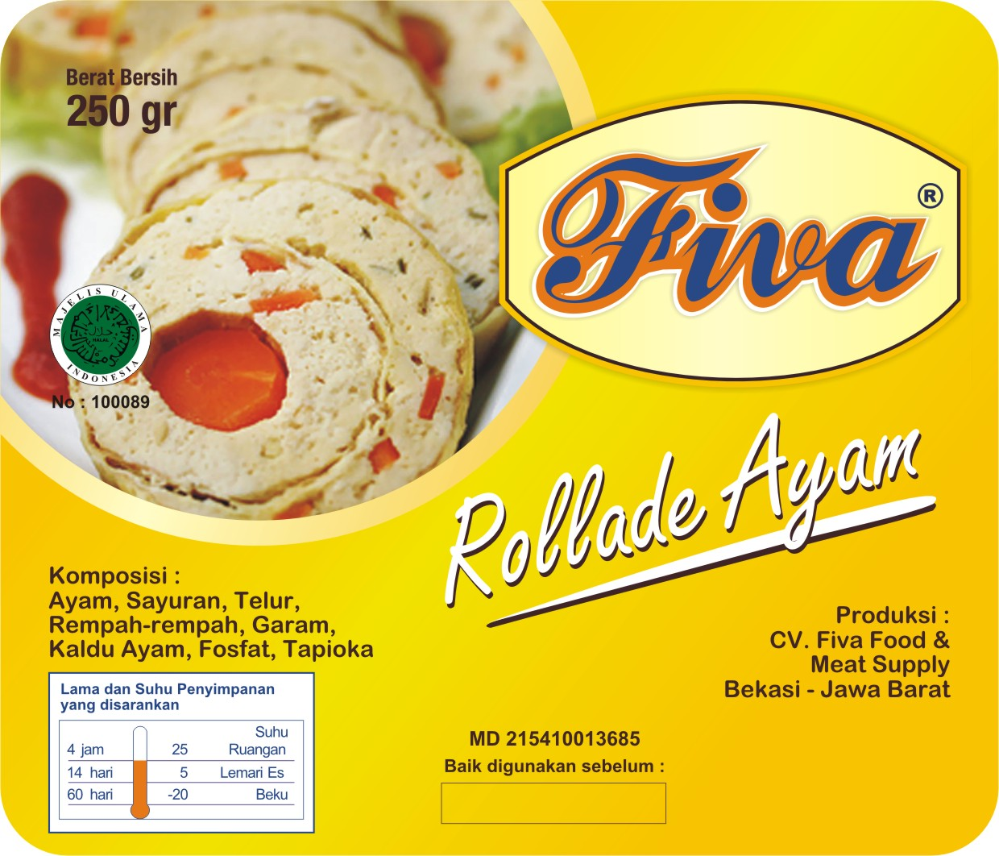 Berat Bersih
250 gr
Fiva ®
MAJELIS ULAMA
حلال
HALAL
INDONESIA
No : 100089
Rollade Ayam
Komposisi :
Ayam, Sayuran, Telur,
Rempah-rempah, Garam,
Kaldu Ayam, Fosfat, Tapioka
Produksi :
CV. Fiva Food &
Meat Supply
Bekasi - Jawa Barat
Lama dan Suhu Penyimpanan
yang disarankan
Suhu
4 jam 25 Ruangan
14 hari 5 Lemari Es
60 hari -20 Beku
MD 215410013685
Baik digunakan sebelum :